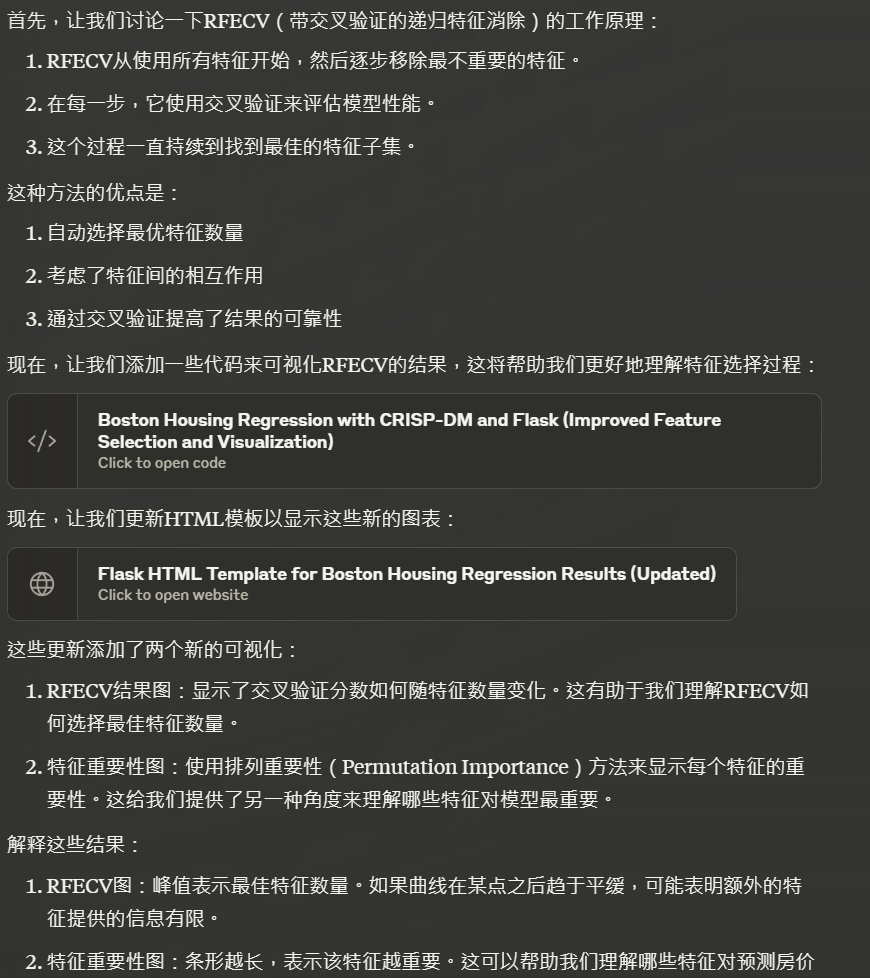 首先，让我们讨论一下RFECV（带交叉验证的递归特征消除）的工作原理：
1. RFECV从使用所有特征开始，然后逐步移除最不重要的特征。
2. 在每一步，它使用交叉验证来评估模型性能。
3. 这个过程一直持续到找到最佳的特征子集。
这种方法的优点是：
1. 自动选择最优特征数量
2. 考虑了特征间的相互作用
3. 通过交叉验证提高了结果的可靠性
现在，让我们添加一些代码来可视化RFECV的结果，这将帮助我们更好地理解特征选择过程：
Boston Housing Regression with CRISP-DM and Flask (Improved Feature
Selection and Visualization)
Click to open code
现在，让我们更新HTML模板以显示这些新的图表：
Flask HTML Template for Boston Housing Regression Results (Updated)
Click to open website
这些更新添加了两个新的可视化：
1. RFECV结果图：显示了交叉验证分数如何随特征数量变化。这有助于我们理解RFECV如
何选择最佳特征数量。
2. 特征重要性图：使用排列重要性（Permutation Importance）方法来显示每个特征的重
要性。这给我们提供了另一种角度来理解哪些特征对模型最重要。
解释这些结果：
1. RFECV图：峰值表示最佳特征数量。如果曲线在某点之后趋于平缓，可能表明额外的特
征提供的信息有限。
2. 特征重要性图：条形越长，表示该特征越重要。这可以帮助我们理解哪些特征对预测房价